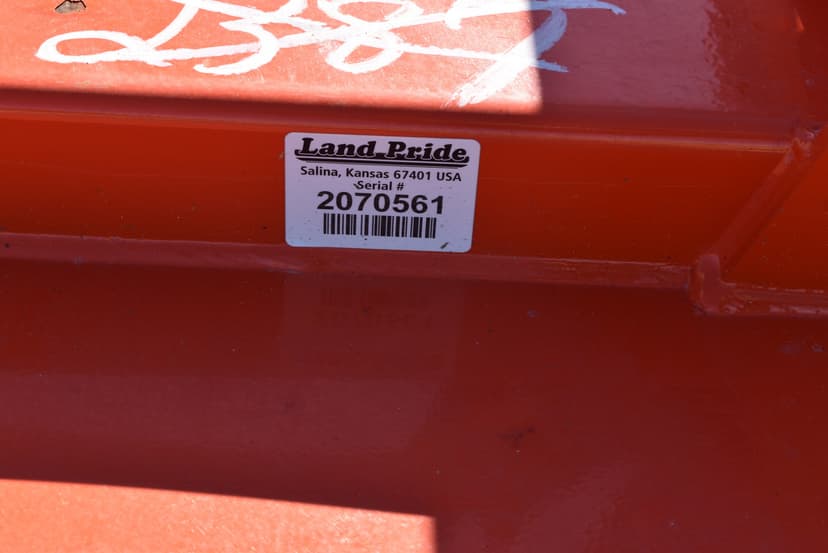 Land Pride
Salina, Kansas 67401 USA
Serial #
2070561